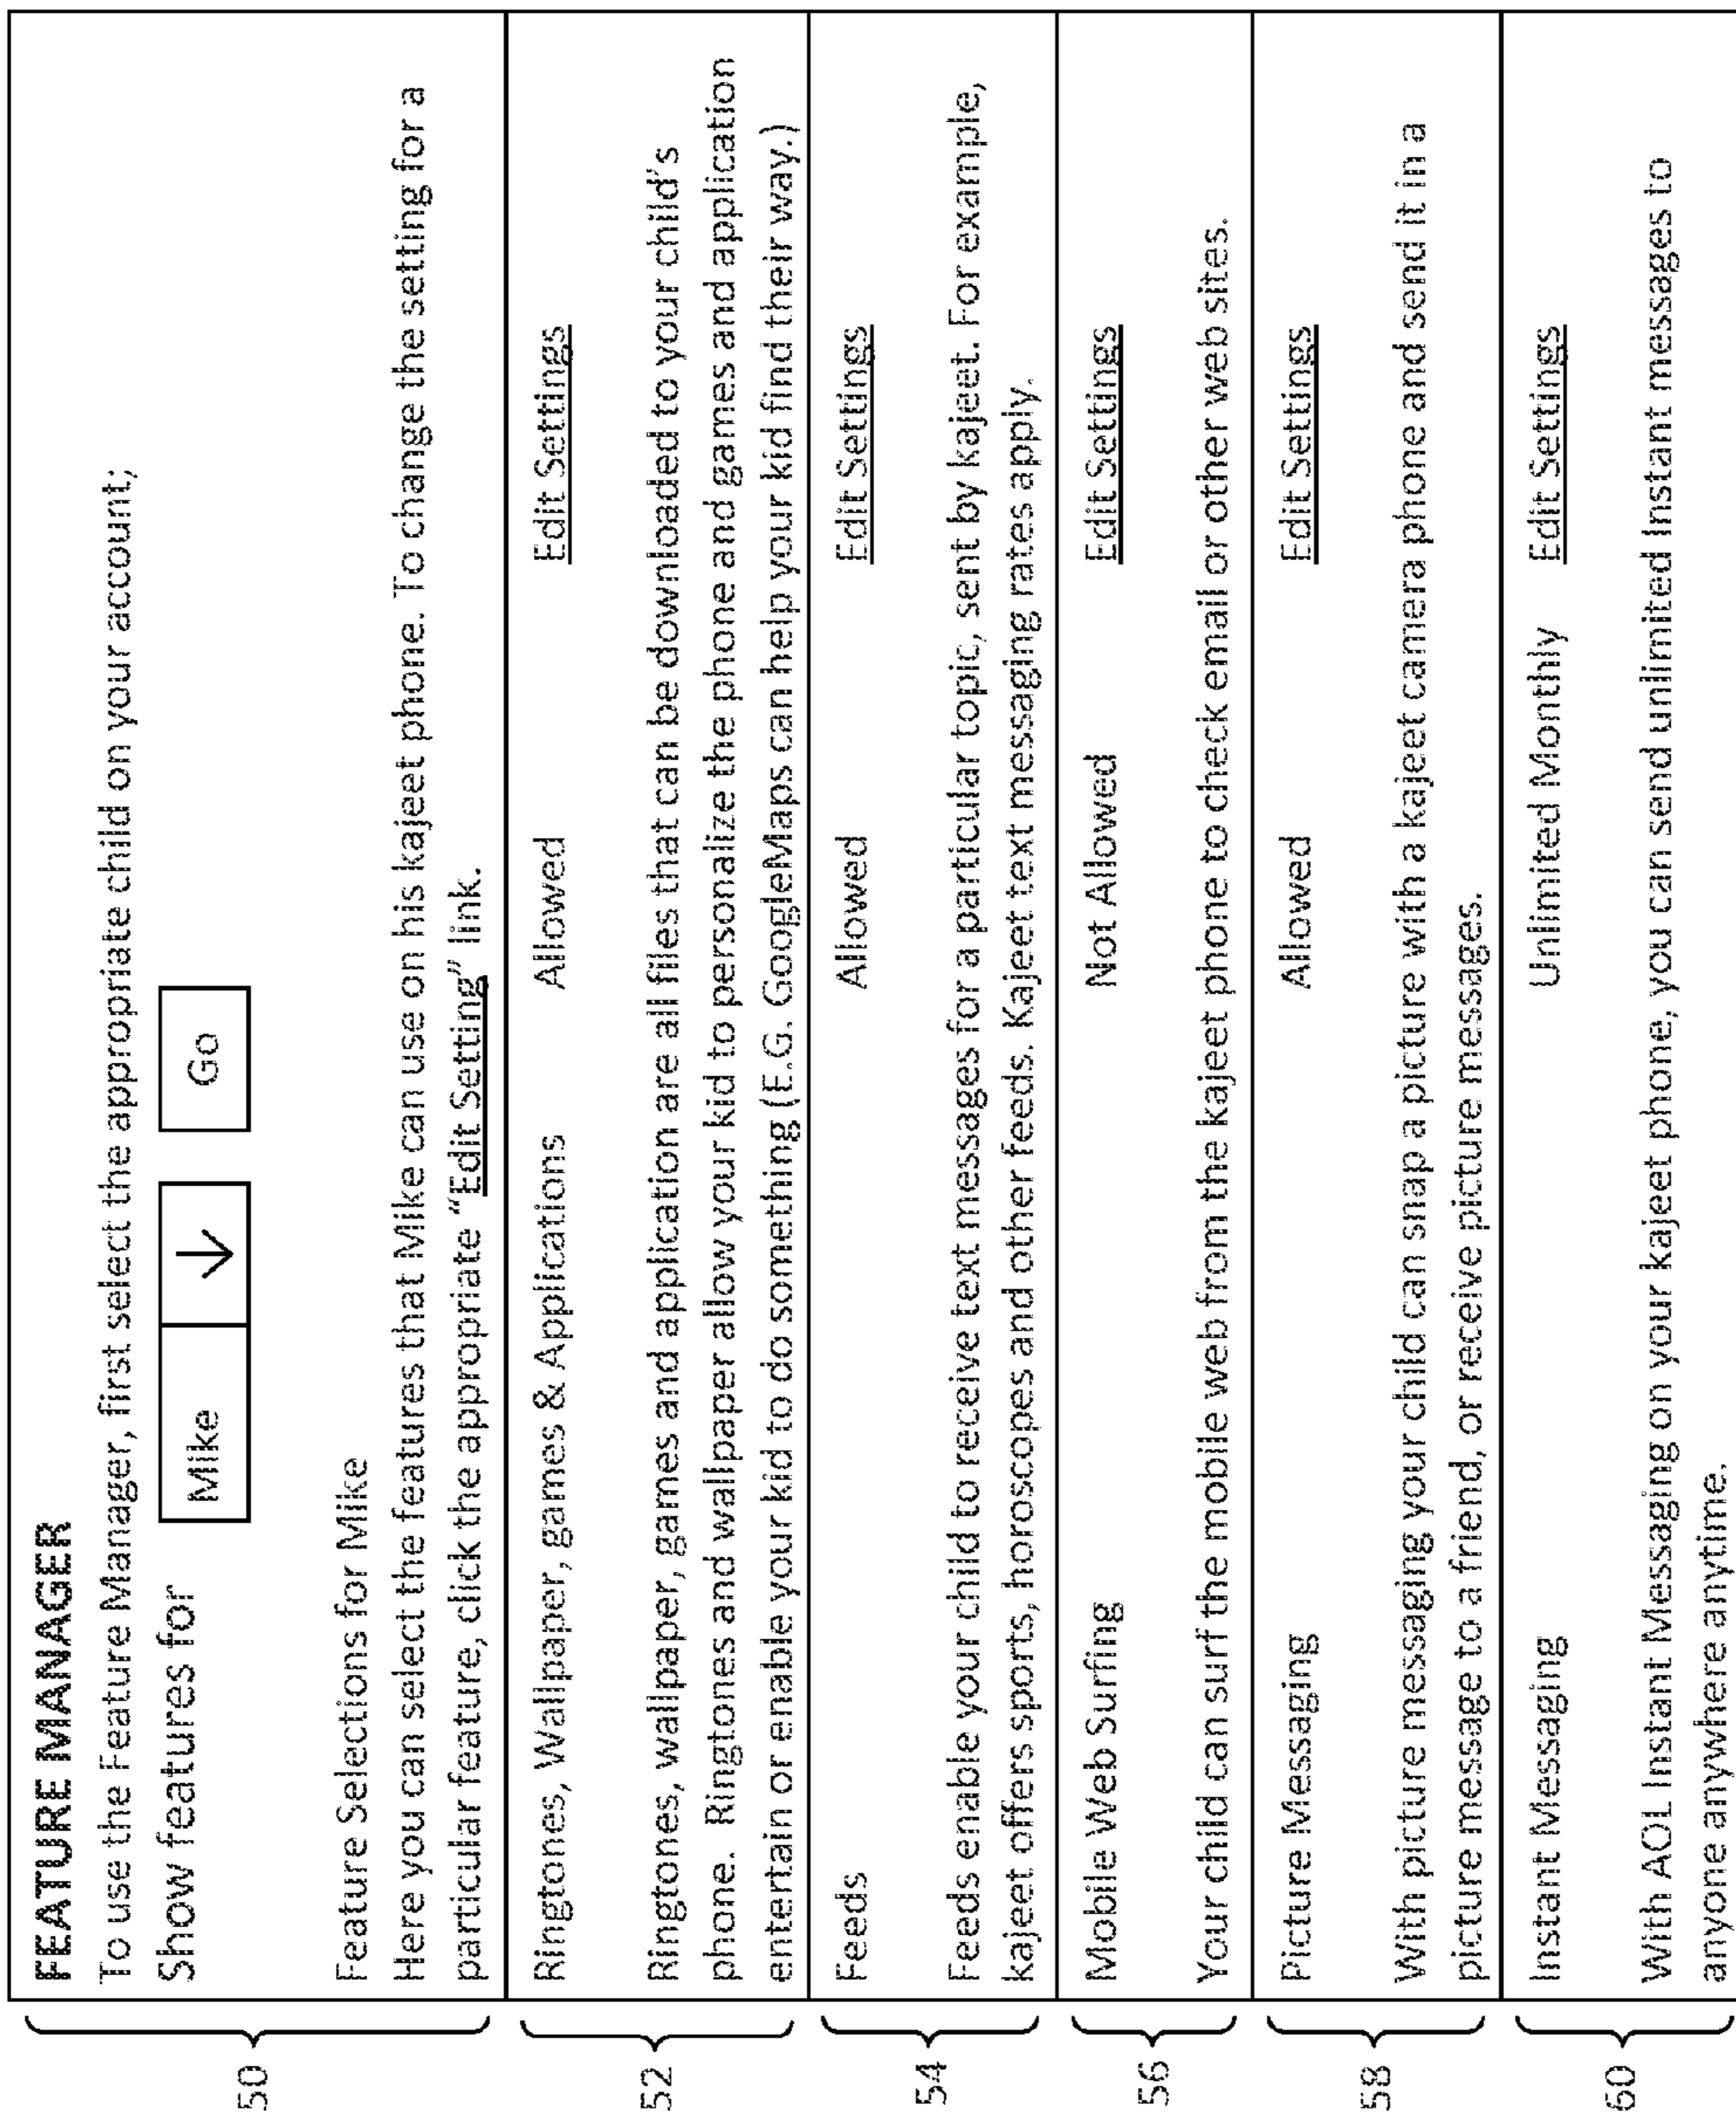 FEATURE MANAGER
To use the Feature Manager, first select the appropriate child on your account;
Show features for Mike ↓ Go
50
Feature Selections for Mike
Here you can select the features that Mike can use on his kajeet phone. To change the setting for a
particular feature, click the appropriate “Edit Setting” link.
Ringtones, Wallpaper, games & Applications Allowed Edit Settings
52
Ringtones, wallpaper, games and application are all files that can be downloaded to your child's
phone. Ringtones and wallpaper allow your kid to personalize the phone and games and application
entertain or enable your kid to do something (E.G. GoogleMaps can help your kid find their way.)
Feeds Allowed Edit Settings
54
Feeds enable your child to receive text messages for a particular topic, sent by kajeet. For example,
kajeet offers sports, horoscopes and other feeds. Kajeet text messaging rates apply.
Mobile Web Surfing Not Allowed Edit Settings
56
Your child can surf the mobile web from the kajeet phone to check email or other web sites.
Picture Messaging Allowed Edit Settings
58
With picture messaging your child can snap a picture with a kajeet camera phone and send it in a
picture message to a friend, or receive picture messages.
Instant Messaging Unlimited Monthly Edit Settings
60
With AOL Instant Messaging on your kajeet phone, you can send unlimited Instant messages to
anyone anywhere anytime.